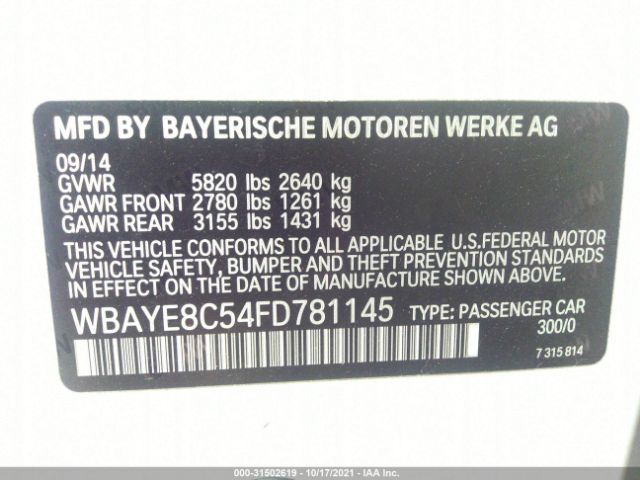 MFD BY BAYERISCHE MOTOREN WERKE AG
09/14
GVWR 5820 lbs 2640 kg
GAWR FRONT 2780 lbs 1261 kg
GAWR REAR 3155 lbs 1431 kg
THIS VEHICLE CONFORMS TO ALL APPLICABLE U.S.FEDERAL MOTOR
VEHICLE SAFETY, BUMPER AND THEFT PREVENTION STANDARDS
IN EFFECT ON THE DATE OF MANUFACTURE SHOWN ABOVE.
WBAYE8C54FD781145 TYPE: PASSENGER CAR
300/0
7 315 814
000-31502619 - 10/17/2021 - IAA Inc.